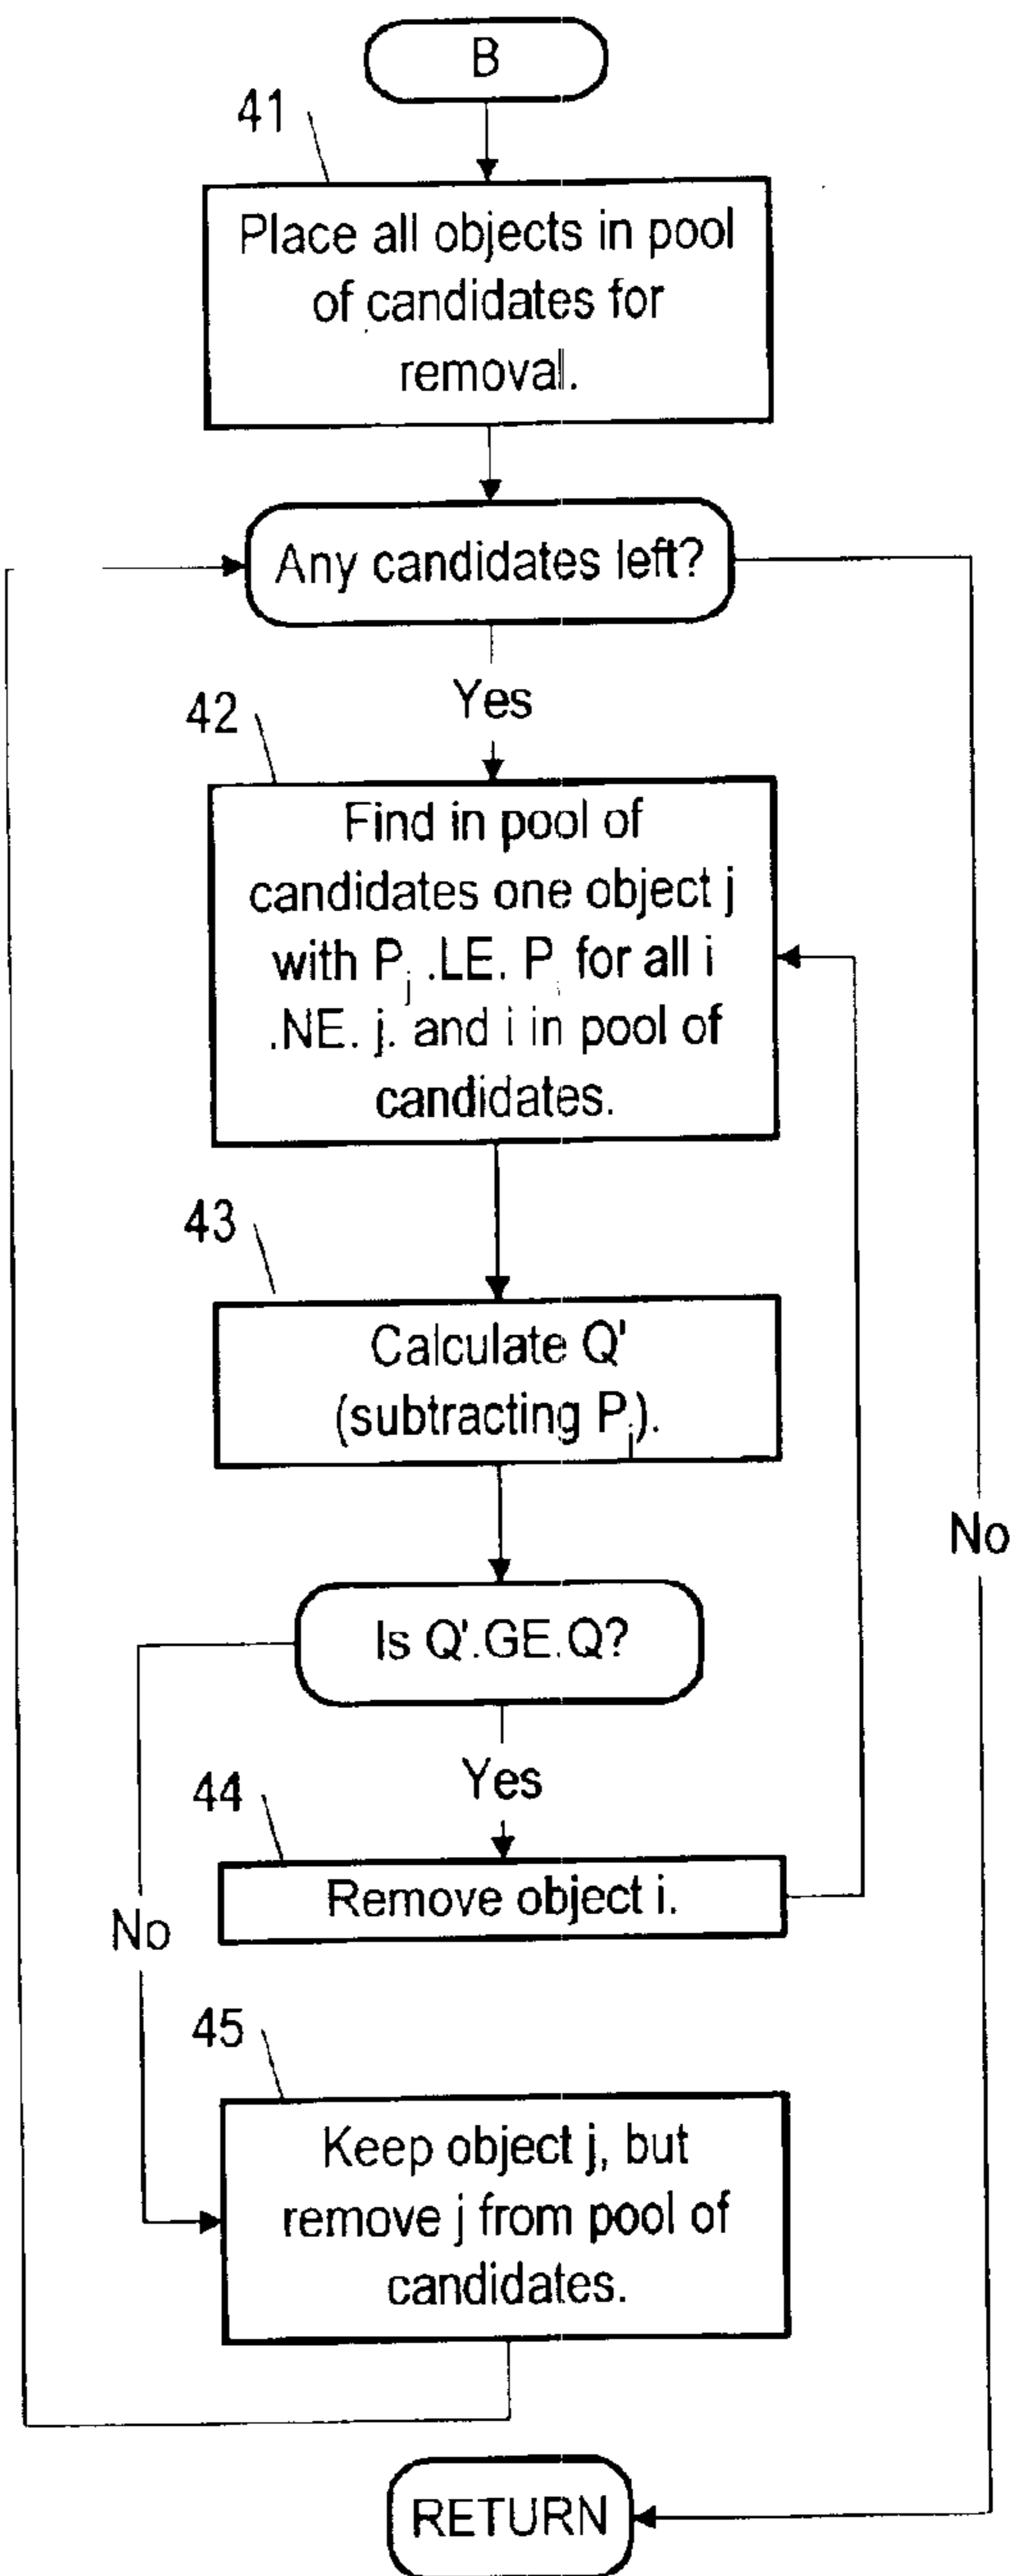 B
41
Place all objects in pool
of candidates for
removal.
Any candidates left?
Yes
42
Find in pool of
candidates one object j
with Pj .LE. P for all i
.NE. j. and i in pool of
candidates.
43
Calculate Q'
(subtracting Pj).
No
Is Q'.GE.Q?
Yes
44
Remove object i.
No
45
Keep object j, but
remove j from pool of
candidates.
RETURN